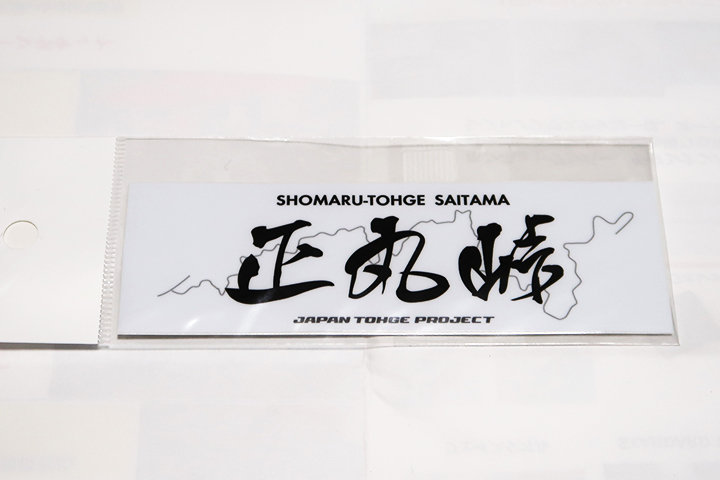 SHOMARU-TOHGE SAITAMA
正丸峠
JAPAN TOHGE PROJECT